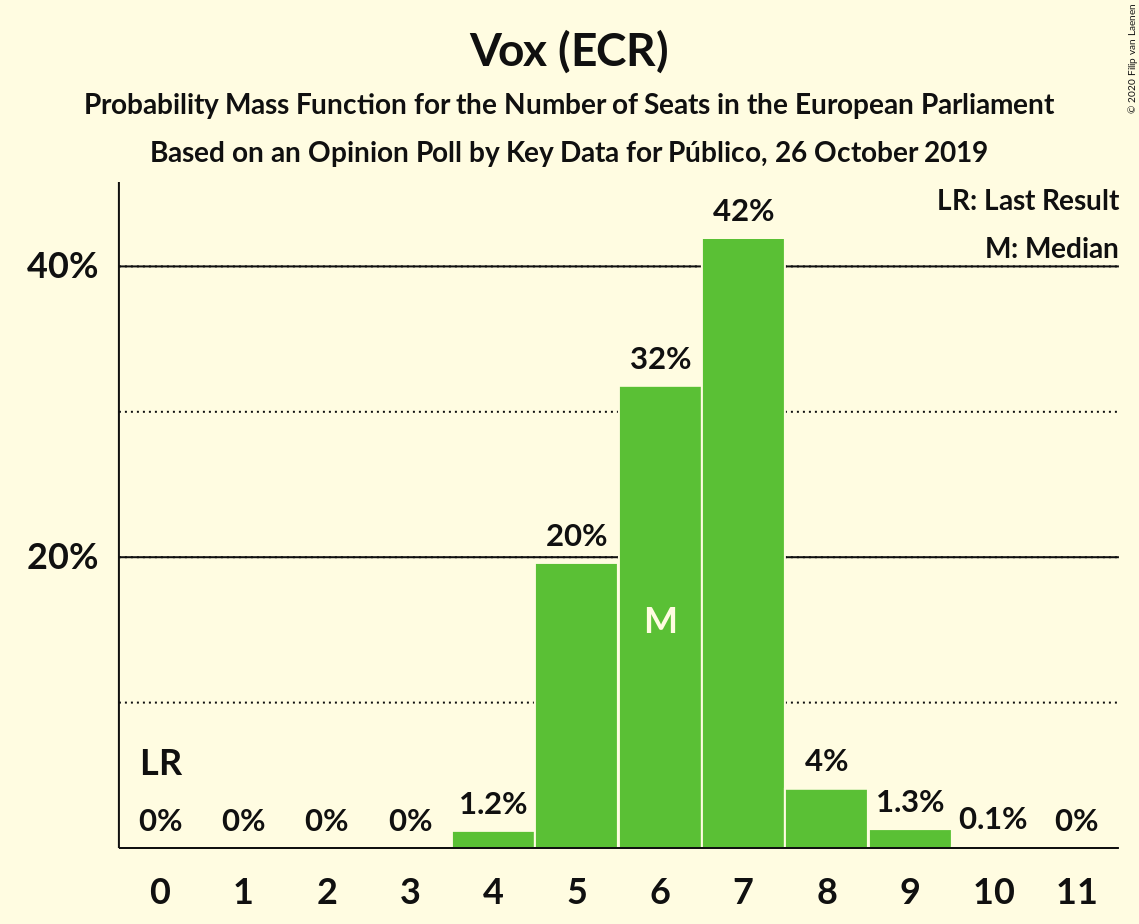 Vox (ECR)
Probability Mass Function for the Number of Seats in the European Parliament
Based on an Opinion Poll by Key Data for Público, 26 October 2019
© 2020 Filip van Laenen
LR: Last Result
M: Median
40%
20%
LR
0%
0%
0%
0%
1.2%
20%
32%
M
42%
4%
1.3%
0.1%
0%
0 1 2 3 4 5 6 7 8 9 10 11